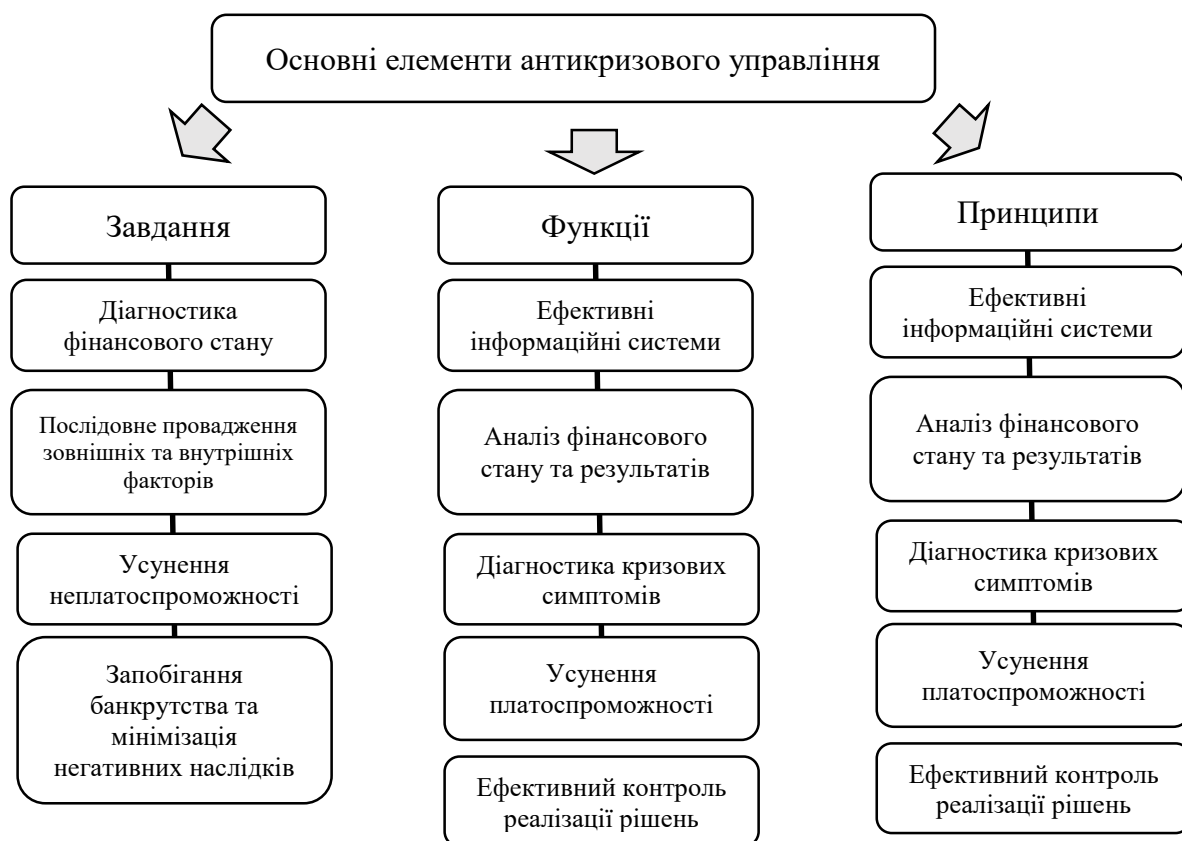 Основні елементи антикризового управління
Завдання
Діагностика
фінансового стану
Послідовне провадження
зовнішніх та внутрішніх
факторів
Усунення
неплатоспроможності
Запобігання
банкрутства та
мінімізація
негативних наслідків
Функції
Ефективні
інформаційні системи
Аналіз фінансового
стану та результатів
Діагностика кризових
симптомів
Усунення
платоспроможності
Ефективний контроль
реалізації рішень
Принципи
Ефективні
інформаційні системи
Аналіз фінансового
стану та результатів
Діагностика кризових
симптомів
Усунення
платоспроможності
Ефективний контроль
реалізації рішень